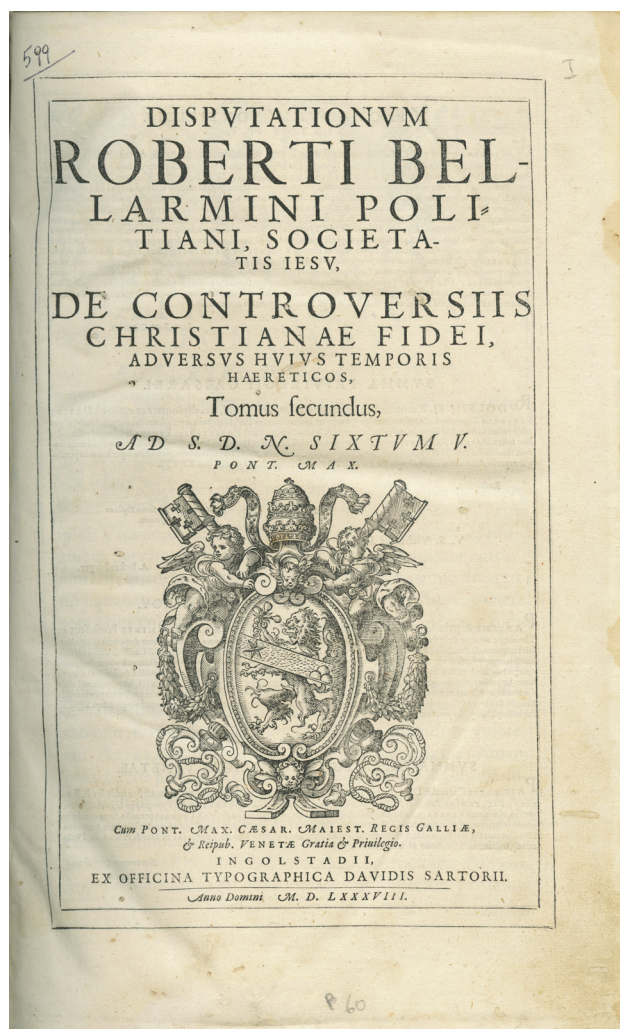 599
I
DISPVTATIONVM
ROBERTI BEL-
LARMINI POLI-
TIANI, SOCIETA-
TIS IESV,
DE CONTROVERSIIS
CHRISTIANAE FIDEI,
ADVERSVS HVIVS TEMPORIS
HAERETICOS,
Tomus secundus,
AD S. D. N. SIXTVM V.
PONT. MAX.
Cum PONT. MAX. CÆSAR. MAIEST. REGIS GALLIÆ,
& Reipub. VENETÆ Gratia & Priuilegio.
INGOLSTADII,
EX OFFICINA TYPOGRAPHICA DAVIDIS SARTORII.
Anno Domini M. D. LXXXVIII.
P 60